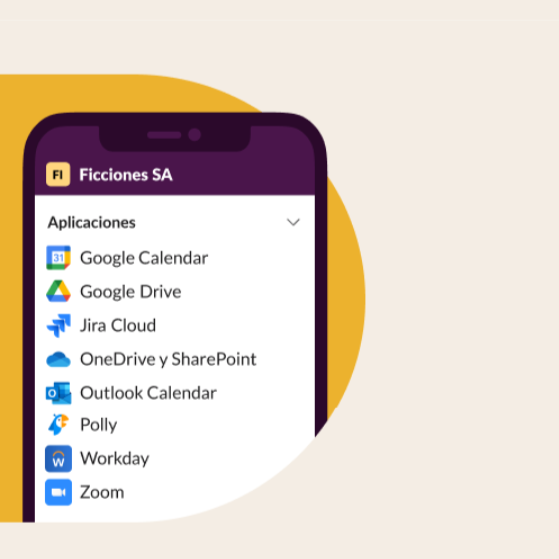 FI Ficciones SA
Aplicaciones
31 Google Calendar
Google Drive
Jira Cloud
OneDrive y SharePoint
O Outlook Calendar
Polly
W Workday
Zoom